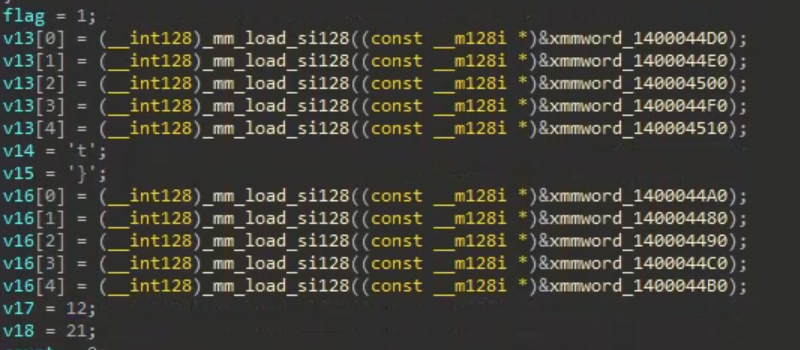 flag = 1;
v13[0] = (__int128)_mm_load_si128((const __m128i *)&xmmword_1400044D0);
v13[1] = (__int128)_mm_load_si128((const __m128i *)&xmmword_1400044E0);
v13[2] = (__int128)_mm_load_si128((const __m128i *)&xmmword_140004500);
v13[3] = (__int128)_mm_load_si128((const __m128i *)&xmmword_1400044F0);
v13[4] = (__int128)_mm_load_si128((const __m128i *)&xmmword_140004510);
v14 = 't';
v15 = '}';
v16[0] = (__int128)_mm_load_si128((const __m128i *)&xmmword_1400044A0);
v16[1] = (__int128)_mm_load_si128((const __m128i *)&xmmword_140004480);
v16[2] = (__int128)_mm_load_si128((const __m128i *)&xmmword_140004490);
v16[3] = (__int128)_mm_load_si128((const __m128i *)&xmmword_1400044C0);
v16[4] = (__int128)_mm_load_si128((const __m128i *)&xmmword_1400044B0);
v17 = 12;
v18 = 21;